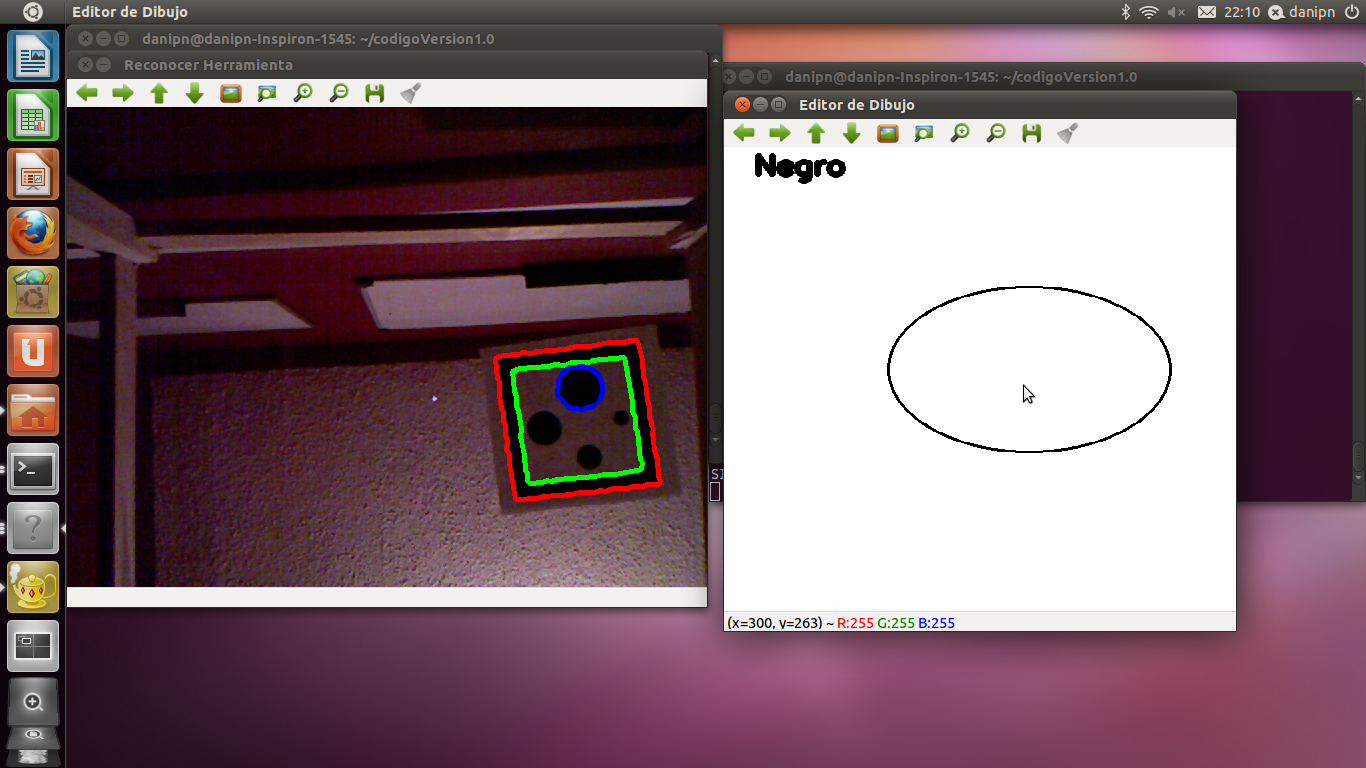 Editor de Dibujo
22:10 danipn
danipn@danipn-Inspiron-1545: ~/codigoVersion1.0
Reconocer Herramienta
danipn@danipn-Inspiron-1545: ~/codigoVersion1.0
Editor de Dibujo
Negro
SI
(x=300, y=263) ~ R:255 G:255 B:255